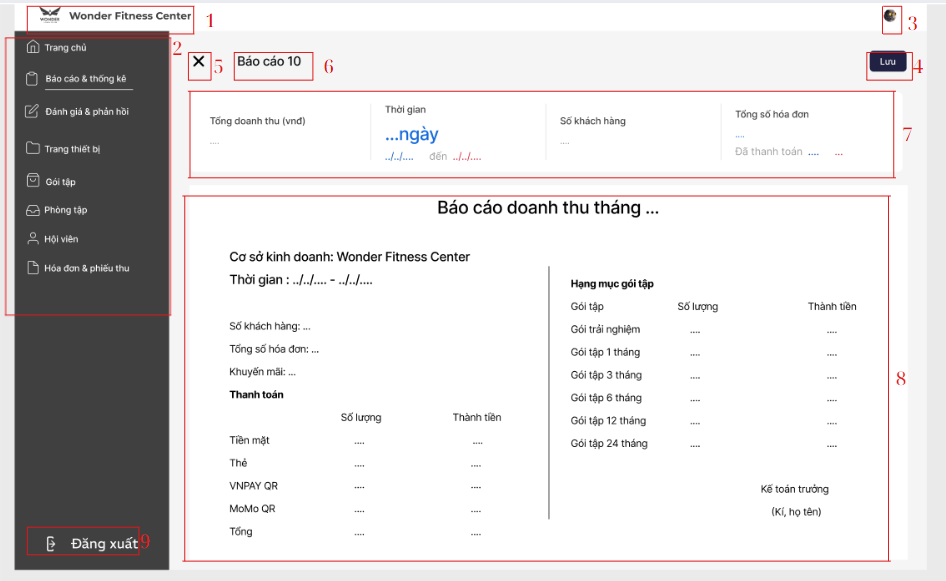 WONDER
Wonder Fitness Center
1
3
2
Trang chủ
Báo cáo & thống kê
Đánh giá & phản hồi
Trang thiết bị
Gói tập
Phòng tập
Hội viên
Hóa đơn & phiếu thu
Đăng xuất
9
5
Báo cáo 10
6
Lưu
4
Tổng doanh thu (vnđ)
....
Thời gian
...ngày
../../.... đến ../../....
Số khách hàng
....
Tổng số hóa đơn
....
Đã thanh toán .... ...
7
Báo cáo doanh thu tháng ...
Cơ sở kinh doanh: Wonder Fitness Center
Thời gian : ../../.... - ../../....
Số khách hàng: ...
Tổng số hóa đơn: ...
Khuyến mãi: ...
Thanh toán
Số lượng Thành tiền
Tiền mặt .... ....
Thẻ .... ....
VNPAY QR .... ....
MoMo QR .... ....
Tổng .... ....
Hạng mục gói tập
Gói tập Số lượng Thành tiền
Gói trải nghiệm .... ....
Gói tập 1 tháng .... ....
Gói tập 3 tháng .... ....
Gói tập 6 tháng .... ....
Gói tập 12 tháng .... ....
Gói tập 24 tháng .... ....
Kế toán trưởng
(Kí, họ tên)
8